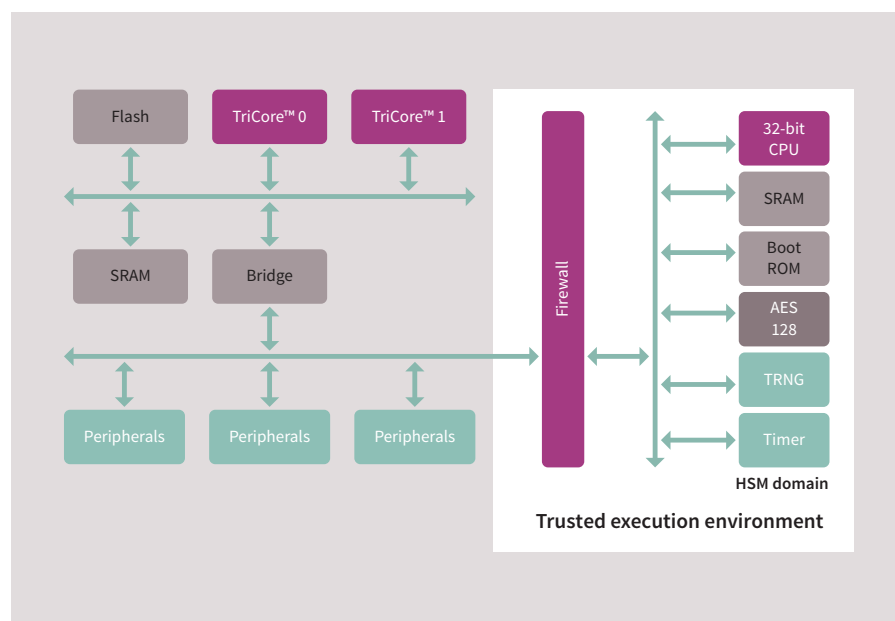 Flash
TriCore™ 0
TriCore™ 1
SRAM
Bridge
Peripherals
Peripherals
Peripherals
Firewall
32-bit
CPU
SRAM
Boot
ROM
AES
128
TRNG
Timer
HSM domain
Trusted execution environment